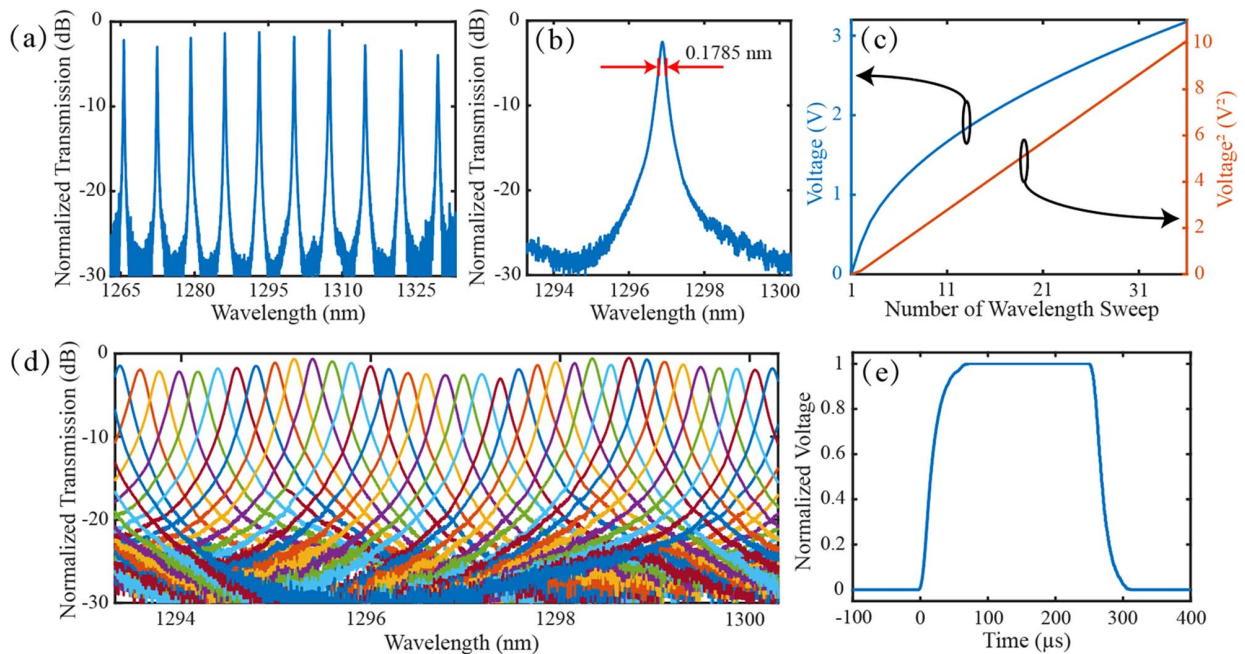 (a)
Normalized Transmission (dB)
0
-10
-20
-30
1265 1280 1295 1310 1325
Wavelength (nm)
(b)
Normalized Transmission (dB)
0
-10
-20
-30
0.1785 nm
1294 1296 1298 1300
Wavelength (nm)
(c)
Voltage (V)
3
2
1
0
Voltage² (V²)
10
8
6
4
2
0
1 11 21 31
Number of Wavelength Sweep
(d)
Normalized Transmission (dB)
0
-10
-20
-30
1294 1296 1298 1300
Wavelength (nm)
(e)
Normalized Voltage
1
0.8
0.6
0.4
0.2
0
-100 0 100 200 300 400
Time (µs)